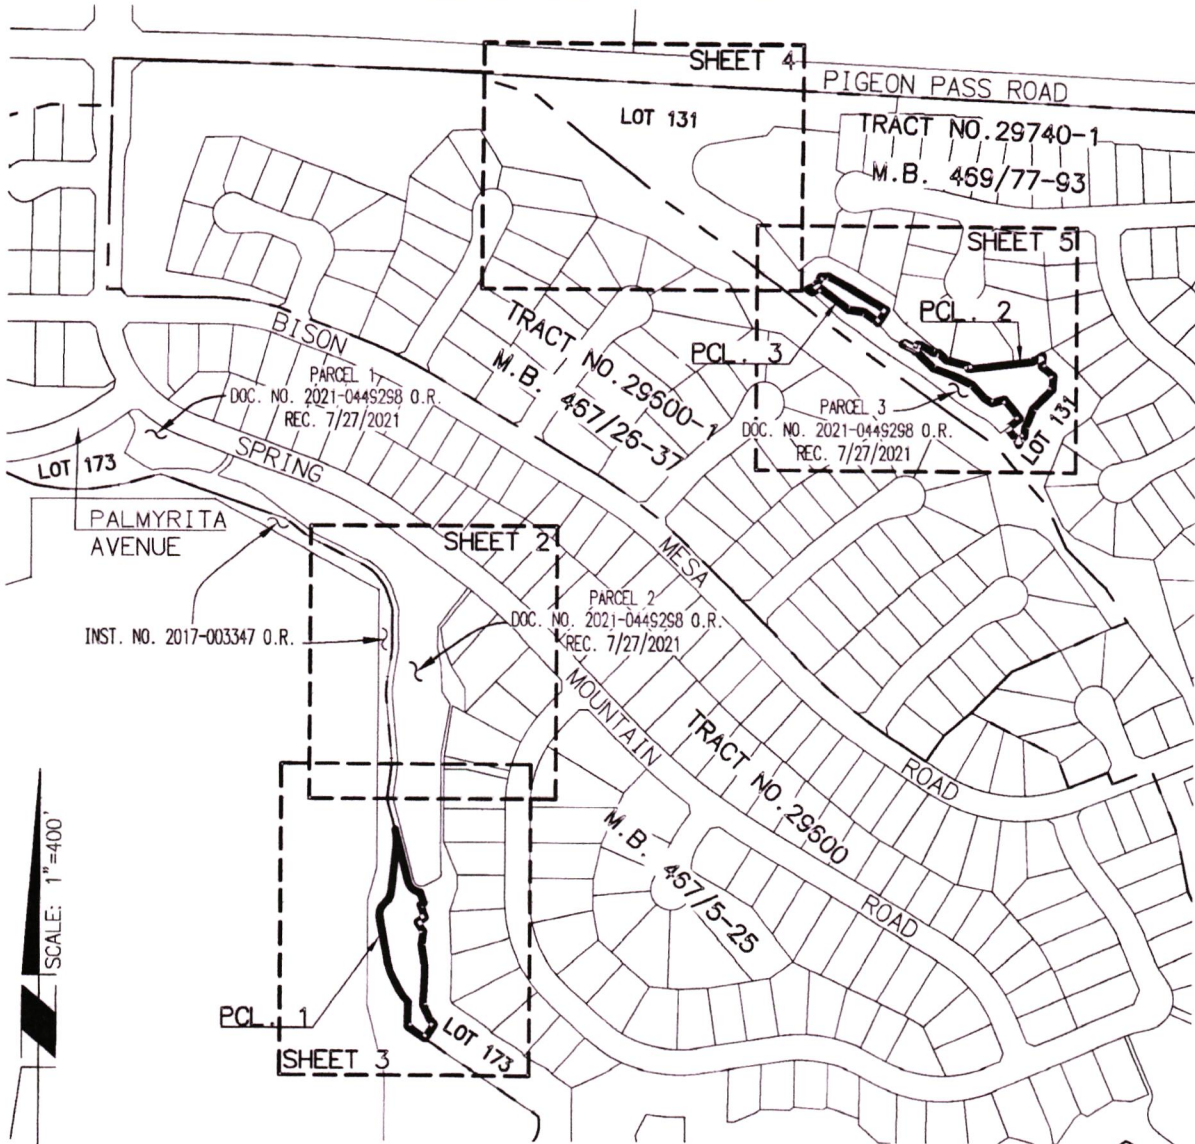 SHEET 4
PIGEON PASS ROAD
LOT 131
TRACT NO.29740-1
M.B. 469/77-93
SHEET 5
PCL. 2
PCL. 3
TRACT NO.29600-1
M.B. 467/26-37
BISON
MESA
ROAD
PARCEL 1
DOC. NO. 2021-0449298 O.R.
REC. 7/27/2021
PARCEL 3
DOC. NO. 2021-0449298 O.R.
REC. 7/27/2021
LOT 131
SPRING
MOUNTAIN
ROAD
LOT 173
PALMYRITA
AVENUE
SHEET 2
PARCEL 2
DOC. NO. 2021-0449298 O.R.
REC. 7/27/2021
INST. NO. 2017-003347 O.R.
TRACT NO.29600
M.B. 467/5-25
SCALE: 1"=400'
PCL. 1
LOT 173
SHEET 3